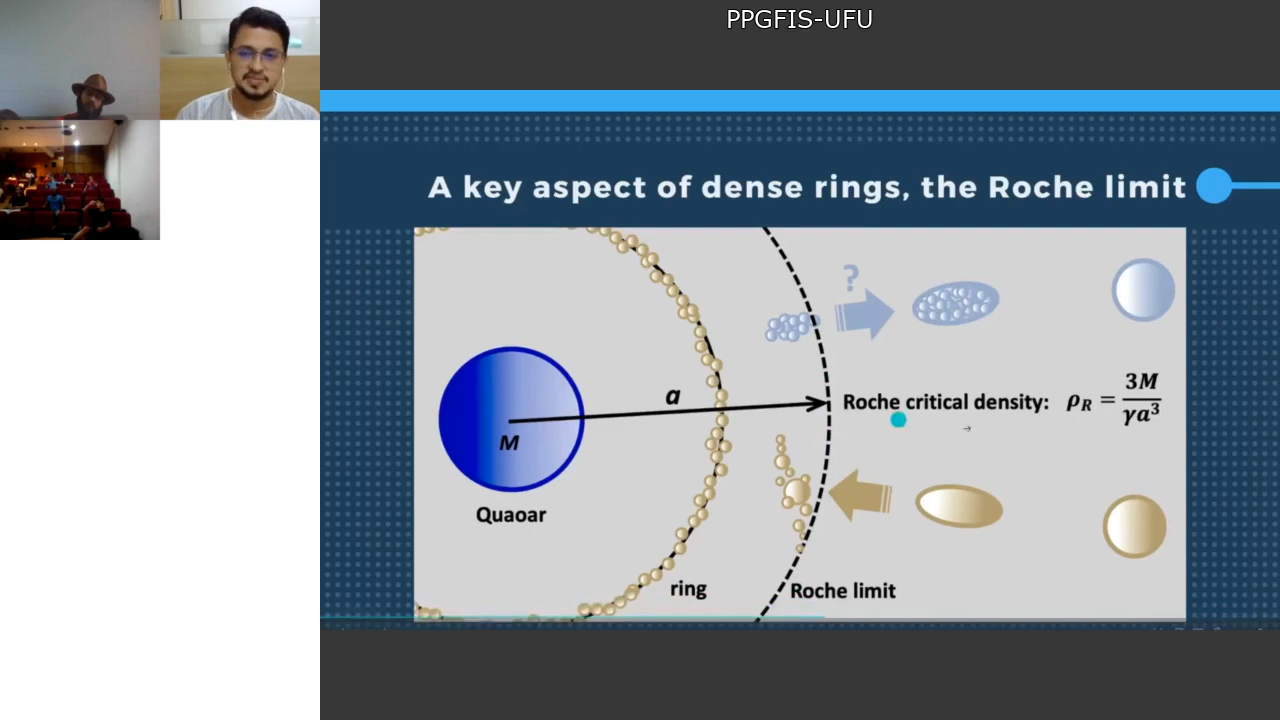 PPGFIS-UFU
A key aspect of dense rings, the Roche limit
?
a
M
Quaoar
Roche critical density: ρ_R = 3M / γa³
ring
Roche limit